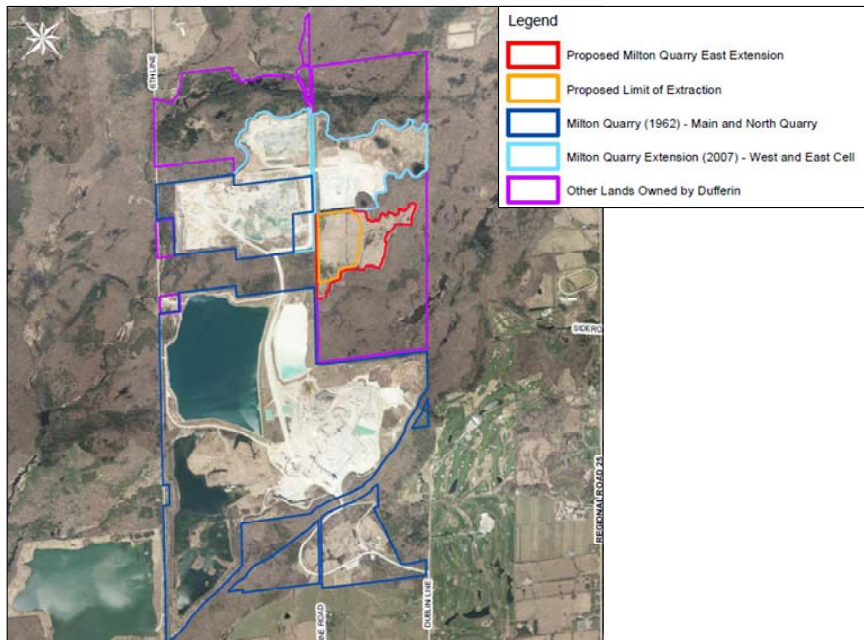 Legend
Proposed Milton Quarry East Extension
Proposed Limit of Extraction
Milton Quarry (1962) - Main and North Quarry
Milton Quarry Extension (2007) - West and East Cell
Other Lands Owned by Dufferin
6TH LINE
SIDERO
REGIONAL ROAD 25
DUBLIN LINE
INE ROAD